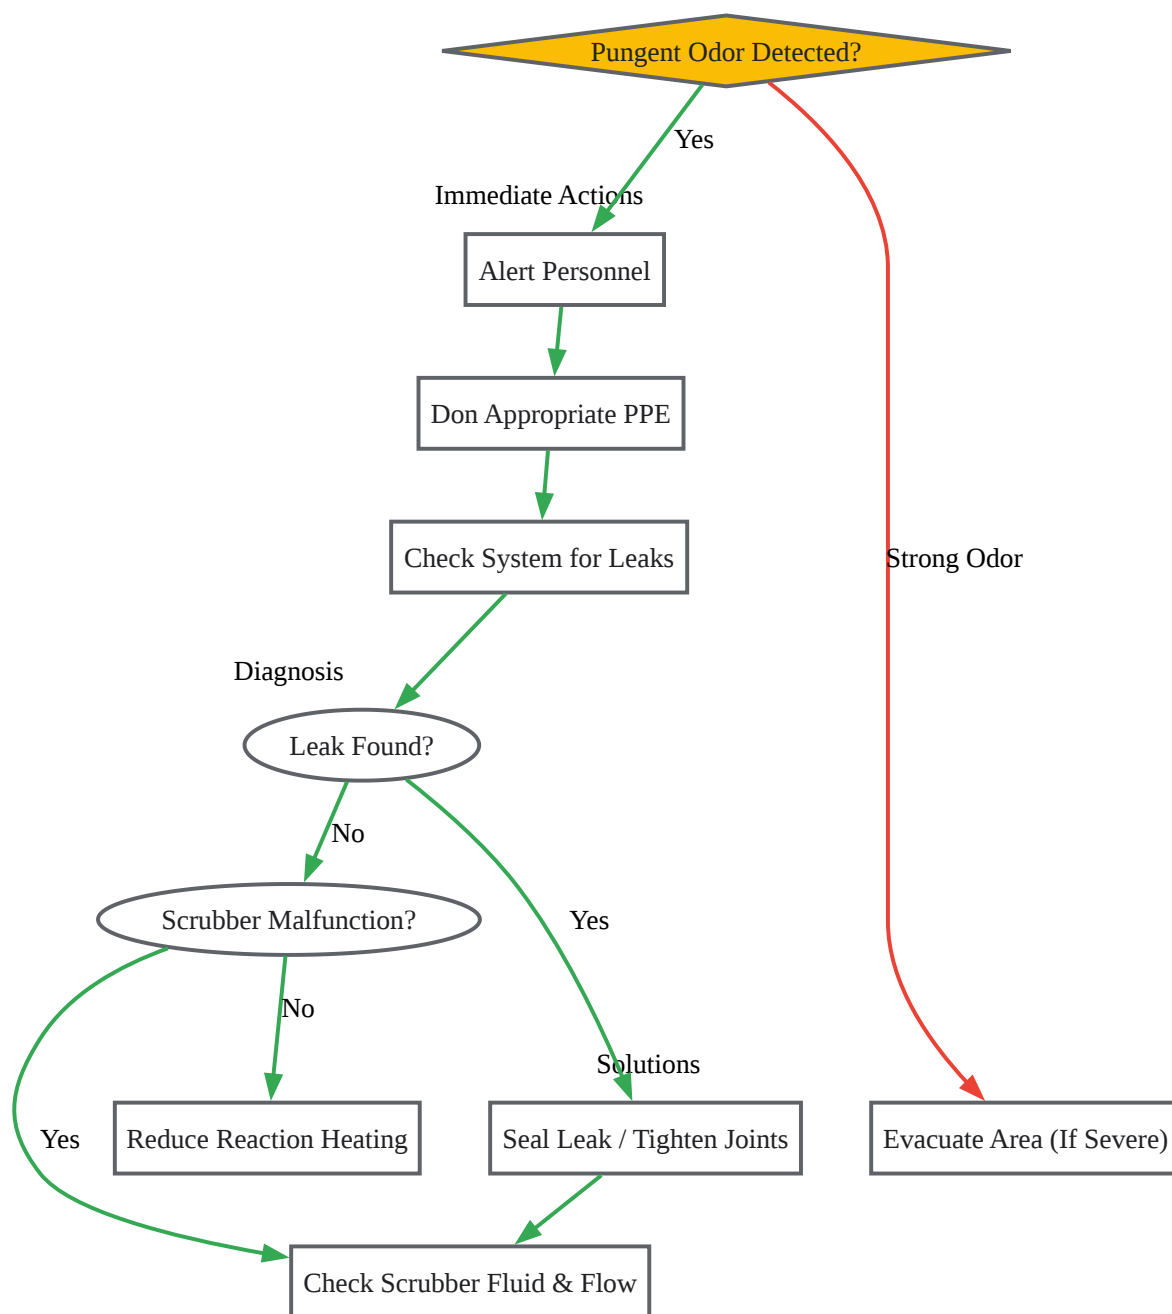 Pungent Odor Detected?
Yes
Immediate Actions
Alert Personnel
Don Appropriate PPE
Check System for Leaks
Strong Odor
Diagnosis
Leak Found?
No
Scrubber Malfunction?
Yes
No
Solutions
Yes
Reduce Reaction Heating
Seal Leak / Tighten Joints
Evacuate Area (If Severe)
Check Scrubber Fluid & Flow